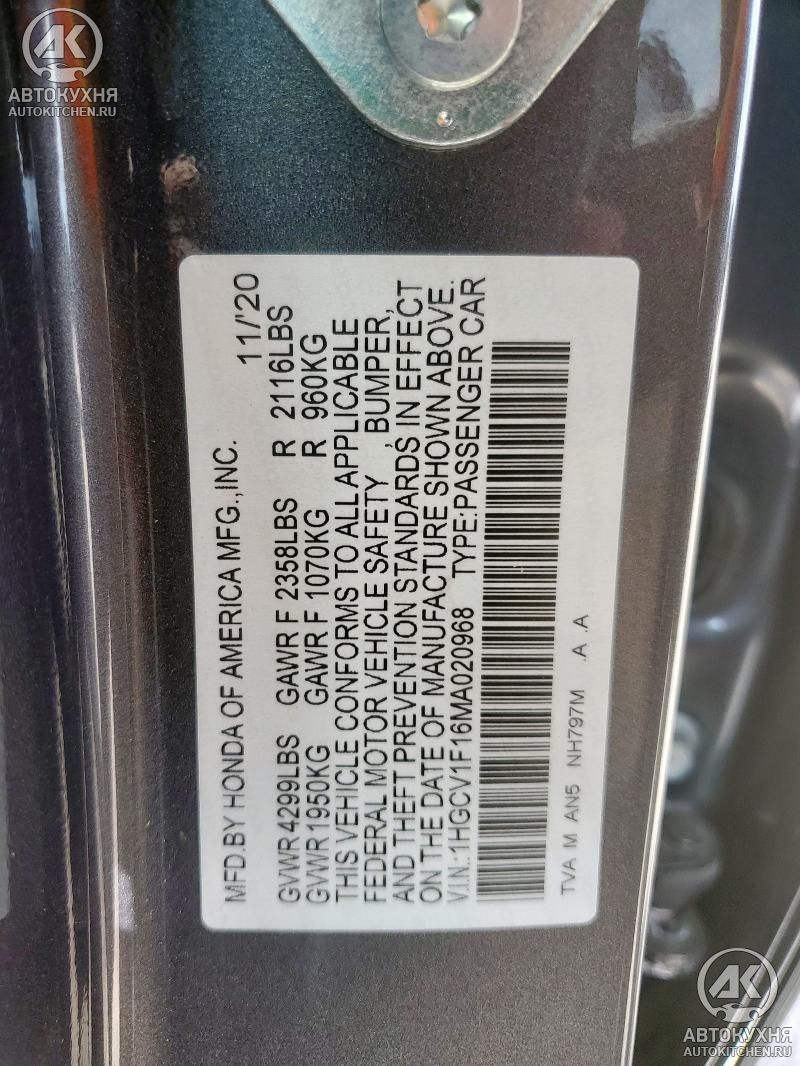 AK
АВТОКУХНЯ
AUTOKITCHEN.RU
MFD.BY HONDA OF AMERICA MFG.,INC. 11/'20
GVWR 4299LBS GAWR F 2358LBS R 2116LBS
GVWR 1950KG GAWR F 1070KG R 960KG
THIS VEHICLE CONFORMS TO ALL APPLICABLE
FEDERAL MOTOR VEHICLE SAFETY , BUMPER,
AND THEFT PREVENTION STANDARDS, IN EFFECT
ON THE DATE OF MANUFACTURE SHOWN ABOVE.
V.I.N.:1HGCV1F16MA020968 TYPE:PASSENGER CAR
TVA M AN5 NH797M .A .A
AK
АВТОКУХНЯ
AUTOKITCHEN.RU